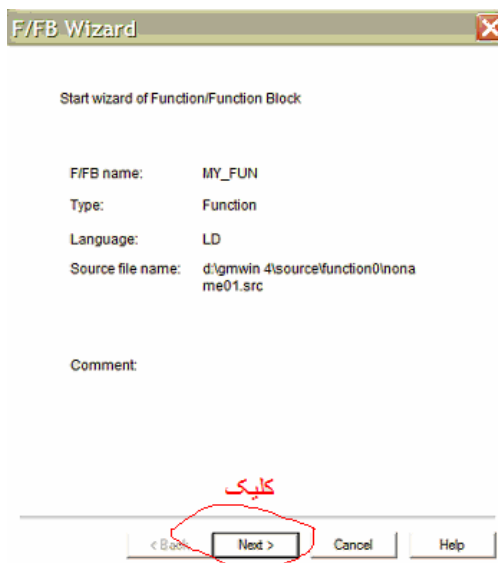 F/FB Wizard
Start wizard of Function/Function Block
F/FB name: MY_FUN
Type: Function
Language: LD
Source file name: d:\gmwin 4\source\function0\nona
me01.src
Comment:
کلیک
< Back Next > Cancel Help